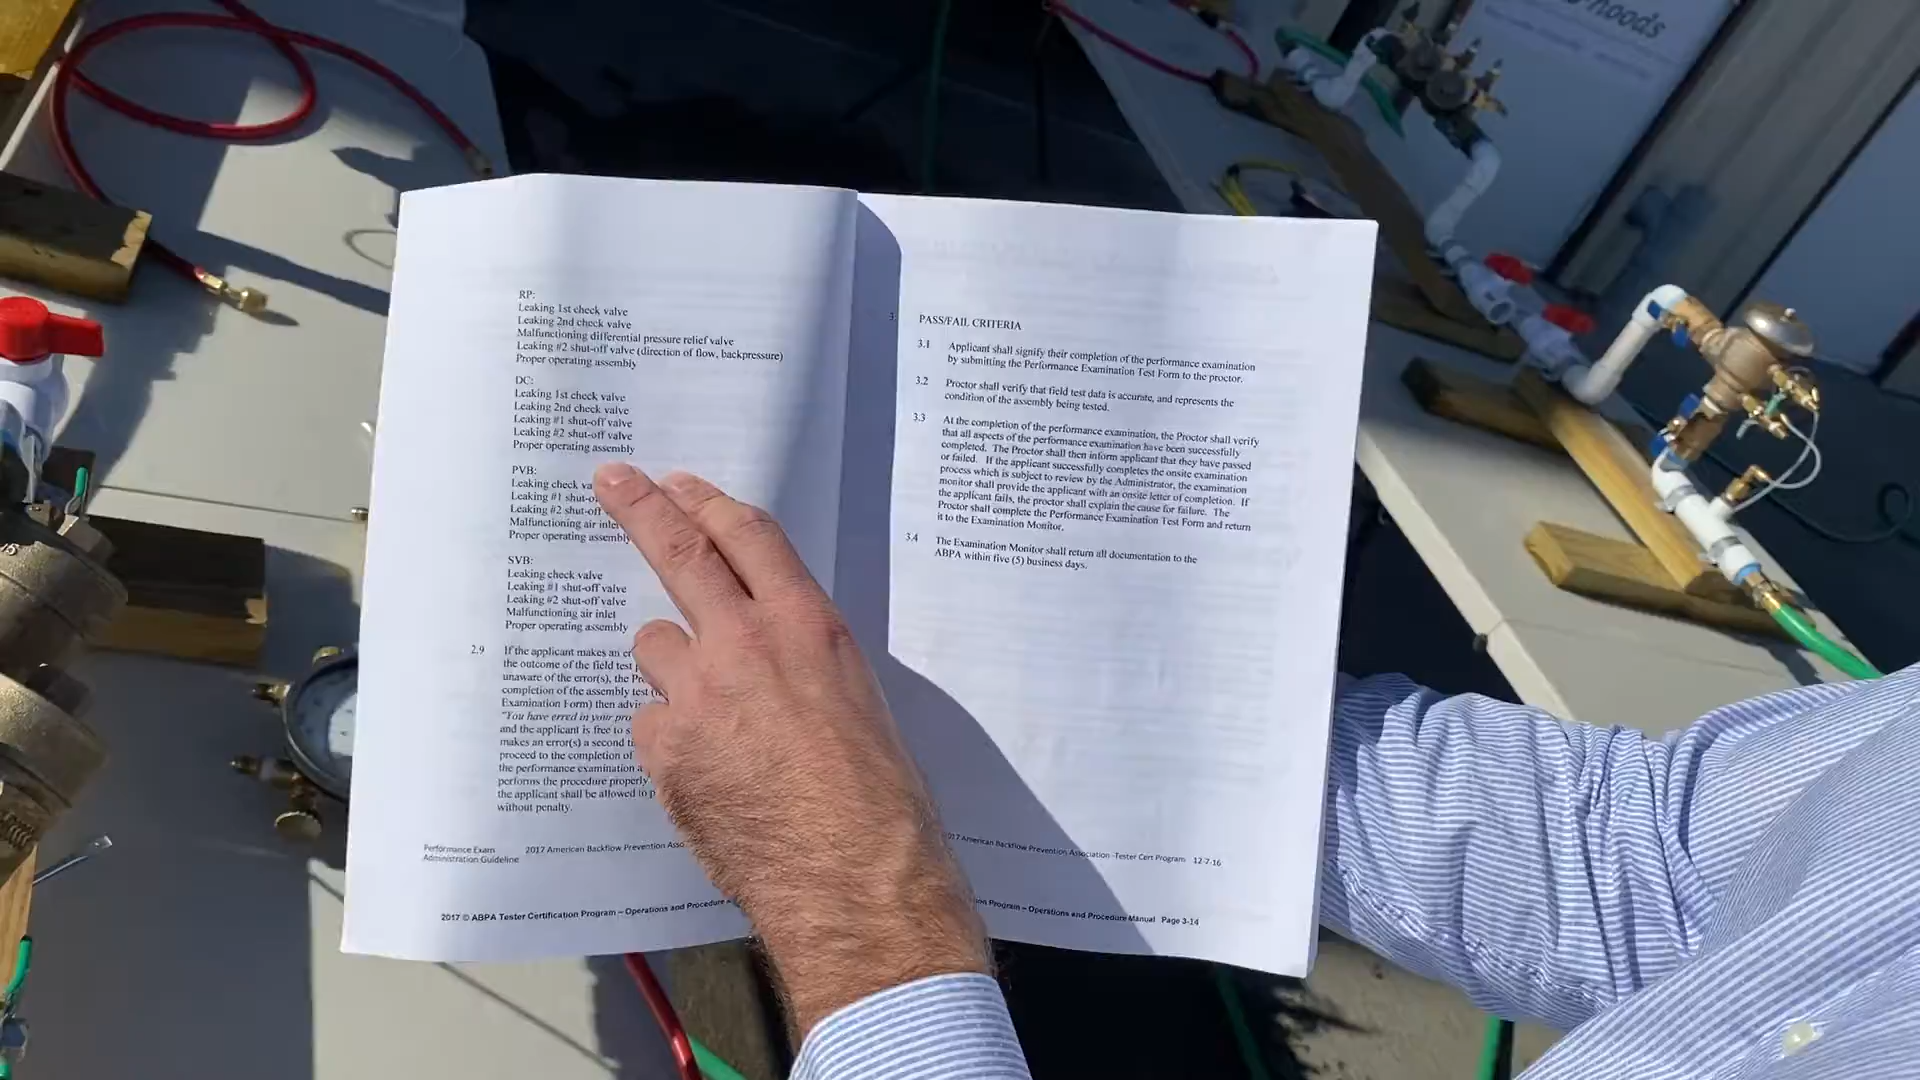 hoods
RP:
Leaking 1st check valve
Leaking 2nd check valve
Malfunctioning differential pressure relief valve
Leaking #2 shut-off valve (direction of flow, backpressure)
Proper operating assembly
DC:
Leaking 1st check valve
Leaking 2nd check valve
Leaking #1 shut-off valve
Leaking #2 shut-off valve
Proper operating assembly
PVB:
Leaking check va
Leaking #1 shut-o
Leaking #2 shut-off
Malfunctioning air inlet
Proper operating assembly
SVB:
Leaking check valve
Leaking #1 shut-off valve
Leaking #2 shut-off valve
Malfunctioning air inlet
Proper operating assembly
2.9 If the applicant makes an er
the outcome of the field test
unaware of the error(s), the Pr
completion of the assembly test
Examination Form) then advis
"You have erred in your pro
and the applicant is free to s
makes an error(s) a second ti
proceed to the completion of
the performance examination a
performs the procedure properly
the applicant shall be allowed to p
without penalty.
Performance Exam 2017 American Backflow Prevention Asso
Administration Guideline
2017 © ABPA Tester Certification Program – Operations and Procedure
3. PASS/FAIL CRITERIA
3.1 Applicant shall signify their completion of the performance examination
by submitting the Performance Examination Test Form to the proctor.
3.2 Proctor shall verify that field test data is accurate, and represents the
condition of the assembly being tested.
3.3 At the completion of the performance examination, the Proctor shall verify
that all aspects of the performance examination have been successfully
completed. The Proctor shall then inform applicant that they have passed
or failed. If the applicant successfully completes the onsite examination
process which is subject to review by the Administrator, the examination
monitor shall provide the applicant with an onsite letter of completion. If
the applicant fails, the proctor shall explain the cause for failure. The
Proctor shall complete the Performance Examination Test Form and return
it to the Examination Monitor.
3.4 The Examination Monitor shall return all documentation to the
ABPA within five (5) business days.
2017 American Backflow Prevention Association -Tester Cert Program 12-7-16
Program – Operations and Procedure Manual Page 3-14